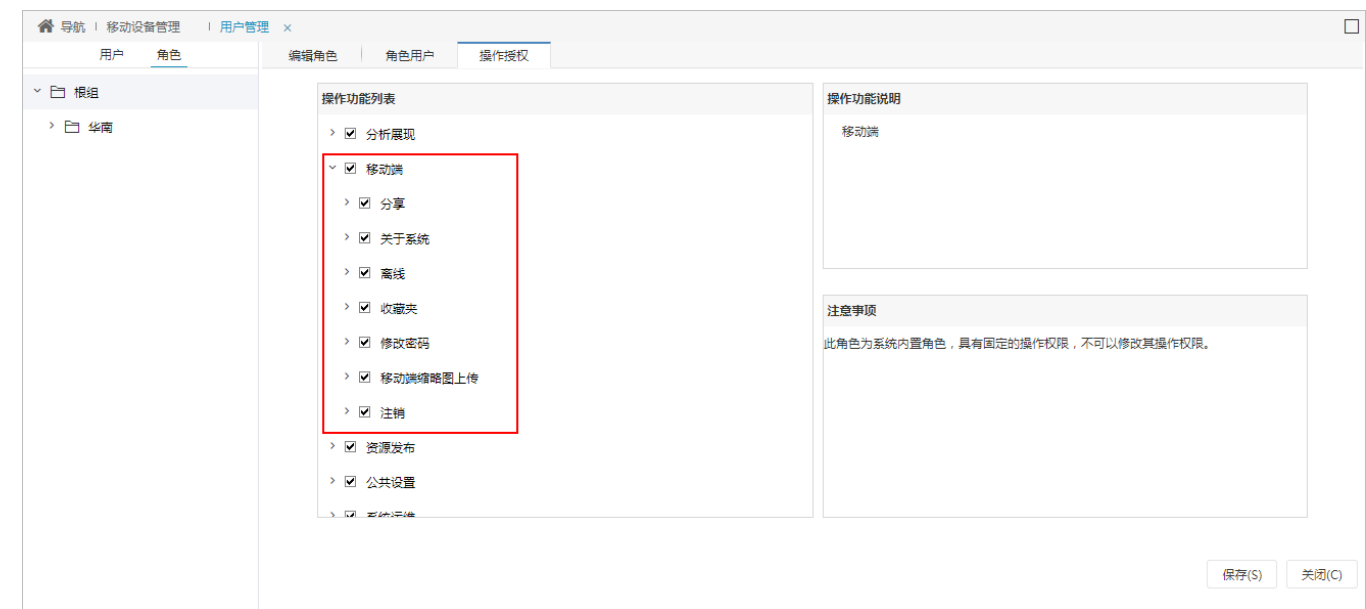 导航 移动设备管理 用户管理 ×
用户 角色
编辑角色 角色用户 操作授权
根组
华南
操作功能列表
分析展现
移动端
分享
关于系统
离线
收藏夹
修改密码
移动端缩略图上传
注销
资源发布
公共设置
系统运维
操作功能说明
移动端
注意事项
此角色为系统内置角色，具有固定的操作权限，不可以修改其操作权限。
保存(S) 关闭(C)